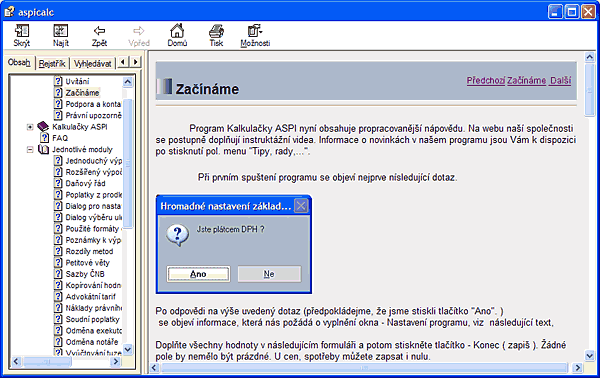 aspicalc
Skrýt Najít Zpět Vpřed Domů Tisk Možnosti
Obsah Rejstřík Vyhledávat
Uvítání
Začínáme
Podpora a konta
Právní upozorně
Kalkulačky ASPI
FAQ
Jednotlivé moduly
Jednoduchý výp
Rozšířený výpoč
Daňový řád
Poplatky z prodle
Dialog pro nasta
Dialog výběru uk
Použité formáty
Poznámky k výp
Rozdíly metod
Petitové věty
Sazby ČNB
Kopírování hodn
Advokátní tarif
Náklady právního
Soudní poplatky
Odměna exekuto
Odměna notáře
Vyúčtování tuze
Předchozí Začínáme Další
Začínáme
Program Kalkulačky ASPI nyní obsahuje propracovanější nápovědu. Na webu naší společnosti
se postupně doplňují instruktážní videa. Informace o novinkách v našem programu jsou Vám k dispozici
po stisknutí pol. menu "Tipy, rady,...".
Při prvním spuštění programu se objeví nejprve nísledující dotaz.
Hromadné nastavení základ...
Jste plátcem DPH ?
Ano Ne
Po odpovědi na výše uvedený dotaz (předpokládejme, že jsme stiskli tlačítko "Ano". )
se objeví informace, která nás požádá o vyplnění okna - Nastavení programu, viz následující text,
Doplňte všechny hodnoty v následujícím formuláři a potom stiskněte tlačítko - Konec ( zapiš ). Žádné
pole by nemělo být prázdné. U cen, spotřeby můžete zapsat i nulu.